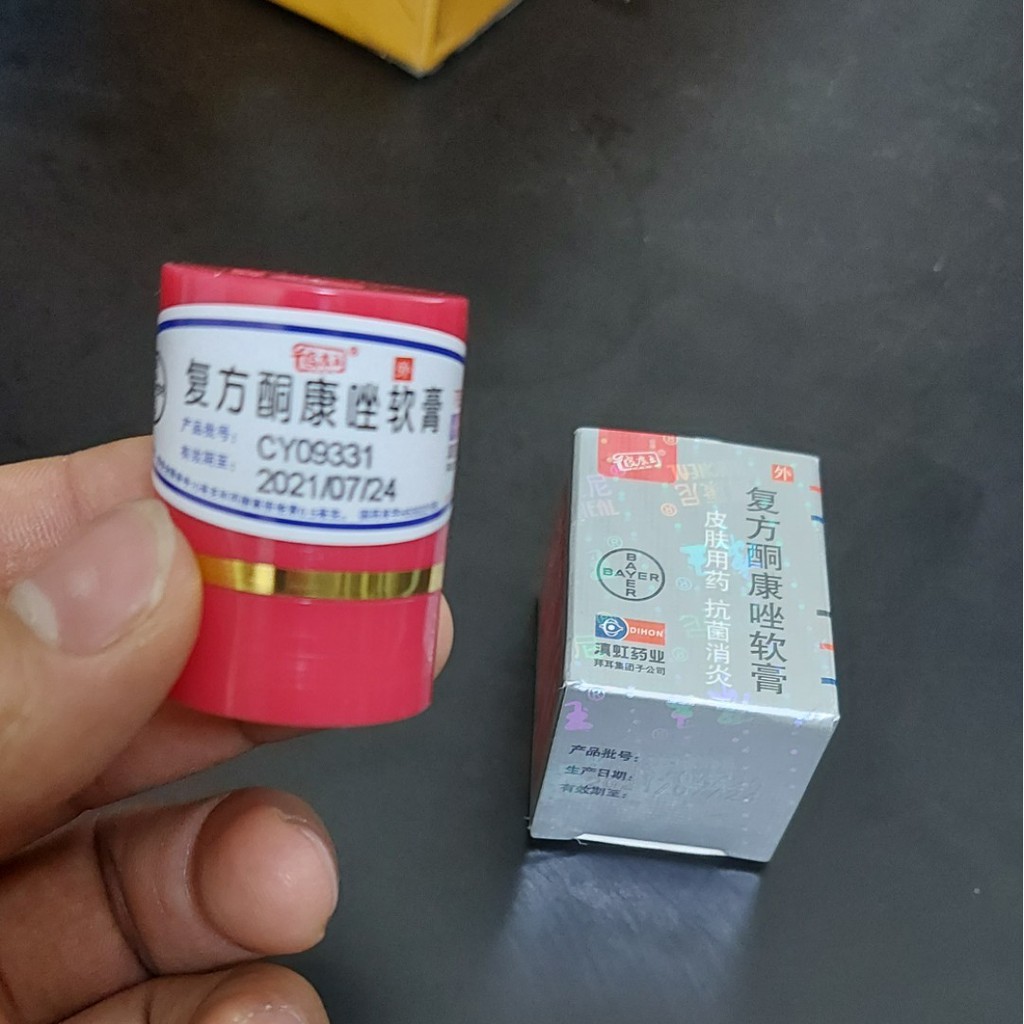 ®
外
复方酮康唑软膏
产品批号：
CY09331
有效期至：
2021/07/24
外
复方酮康唑软膏
皮肤用药 抗菌消炎
BAYER
BAYER
DIHON
滇虹药业
拜耳集团子公司
产品批号：
生产日期：
有效期至：